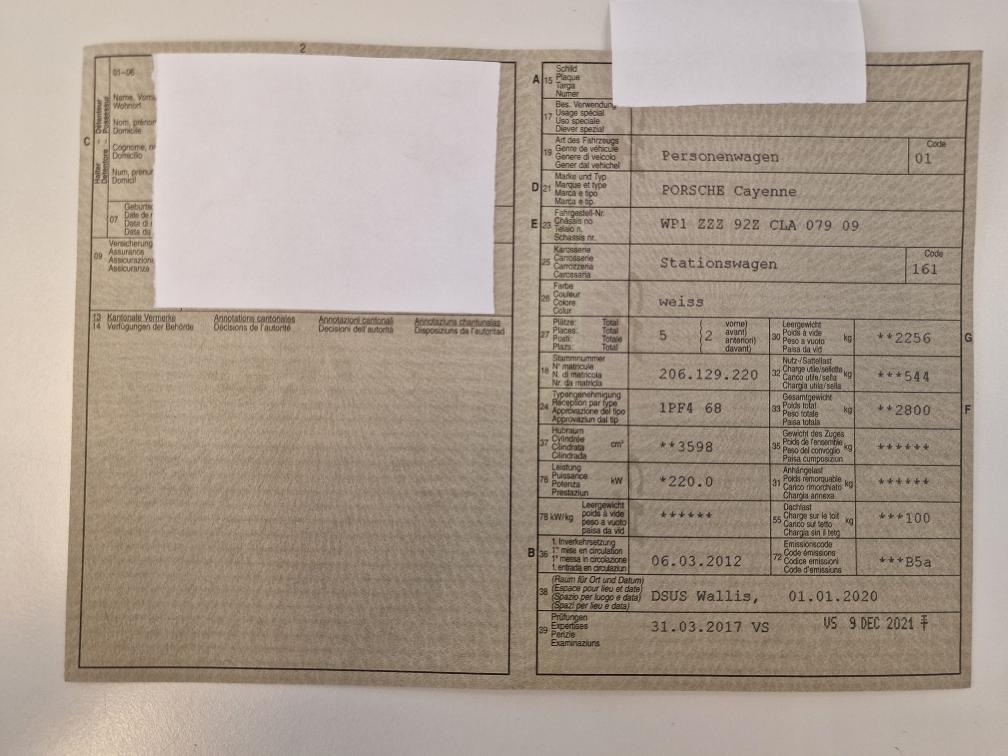 2
01–06
Name, Vorna
Wohnort
Nom, prénor
Domicile
Cognome, n
Domicilio
Num, prenur
Domicil
C
Halter – Détenteur
Detentore – Possessur
07
Geburts
Date de r
Data di r
Data da
09
Versicherung
Assurance
Assicurazion
Assicuranza
13 Kantonale Vermerke Annotations cantonales Annotazioni cantonali Annotaziuns chantunalas
14 Verfügungen der Behörde Décisions de l'autorité Decisioni dell'autorità Disposiziuns da l'autoritad
A 15
Schild
Plaque
Targa
Numer
17
Bes. Verwendung
Usage spécial
Uso speciale
Diever spezial
19
Art des Fahrzeugs
Genre de véhicule
Genere di veicolo
Gener dal vehichel
Personenwagen
Code
01
D 21
Marke und Typ
Marque et type
Marca e tipo
Marca e tip
PORSCHE Cayenne
E 23
Fahrgestell-Nr.
Châssis no
Telaio n.
Schassis nr.
WP1 ZZZ 92Z CLA 079 09
25
Karosserie
Carrosserie
Carrozzeria
Carossaria
Stationswagen
Code
161
26
Farbe
Couleur
Colore
Colur
weiss
27
Plätze: Total
Places: Total
Posti: Totale
Plazs: Total
5
2
vorne)
avant)
anteriori)
davant)
30
Leergewicht
Poids à vide
Peso a vuoto
Paisa da vid
kg
**2256
G
18
Stammnummer
N° matricule
N. di matricola
Nr. da matricla
206.129.220
32
Nutz-/Sattellast
Charge utile/sellette
Carico utile/sella
Chargia utila/sella
kg
***544
24
Typengenehmigung
Réception par type
Approvazione del tipo
Approvaziun dal tip
1PF4 68
33
Gesamtgewicht
Poids total
Peso totale
Paisa totala
kg
**2800
F
37
Hubraum
Cylindrée
Cilindrata
Cilindrada
cm³
**3598
35
Gewicht des Zuges
Poids de l'ensemble
Peso del convoglio
Paisa cumposiziun
kg
******
76
Leistung
Puissance
Potenza
Prestaziun
kW
*220.0
31
Anhängelast
Poids remorquable
Carico rimorchiato
Chargia annexa
kg
******
78 kW/kg
Leergewicht
poids à vide
peso a vuoto
paisa da vid
******
55
Dachlast
Charge sur le toit
Carico sul tetto
Chargia sin il tetg
kg
***100
B 36
1. Inverkehrsetzung
1re mise en circulation
1a messa in circolazione
1. entrada en circulaziun
06.03.2012
72
Emissionscode
Code émissions
Codice emissioni
Code d'emissiuns
***B5a
38
(Raum für Ort und Datum)
(Espace pour lieu et date)
(Spazio per luogo e data)
(Spazi per lieu e data)
DSUS Wallis, 01.01.2020
39
Prüfungen
Expertises
Perizie
Examinaziuns
31.03.2017 VS
VS 9 DEC 2021